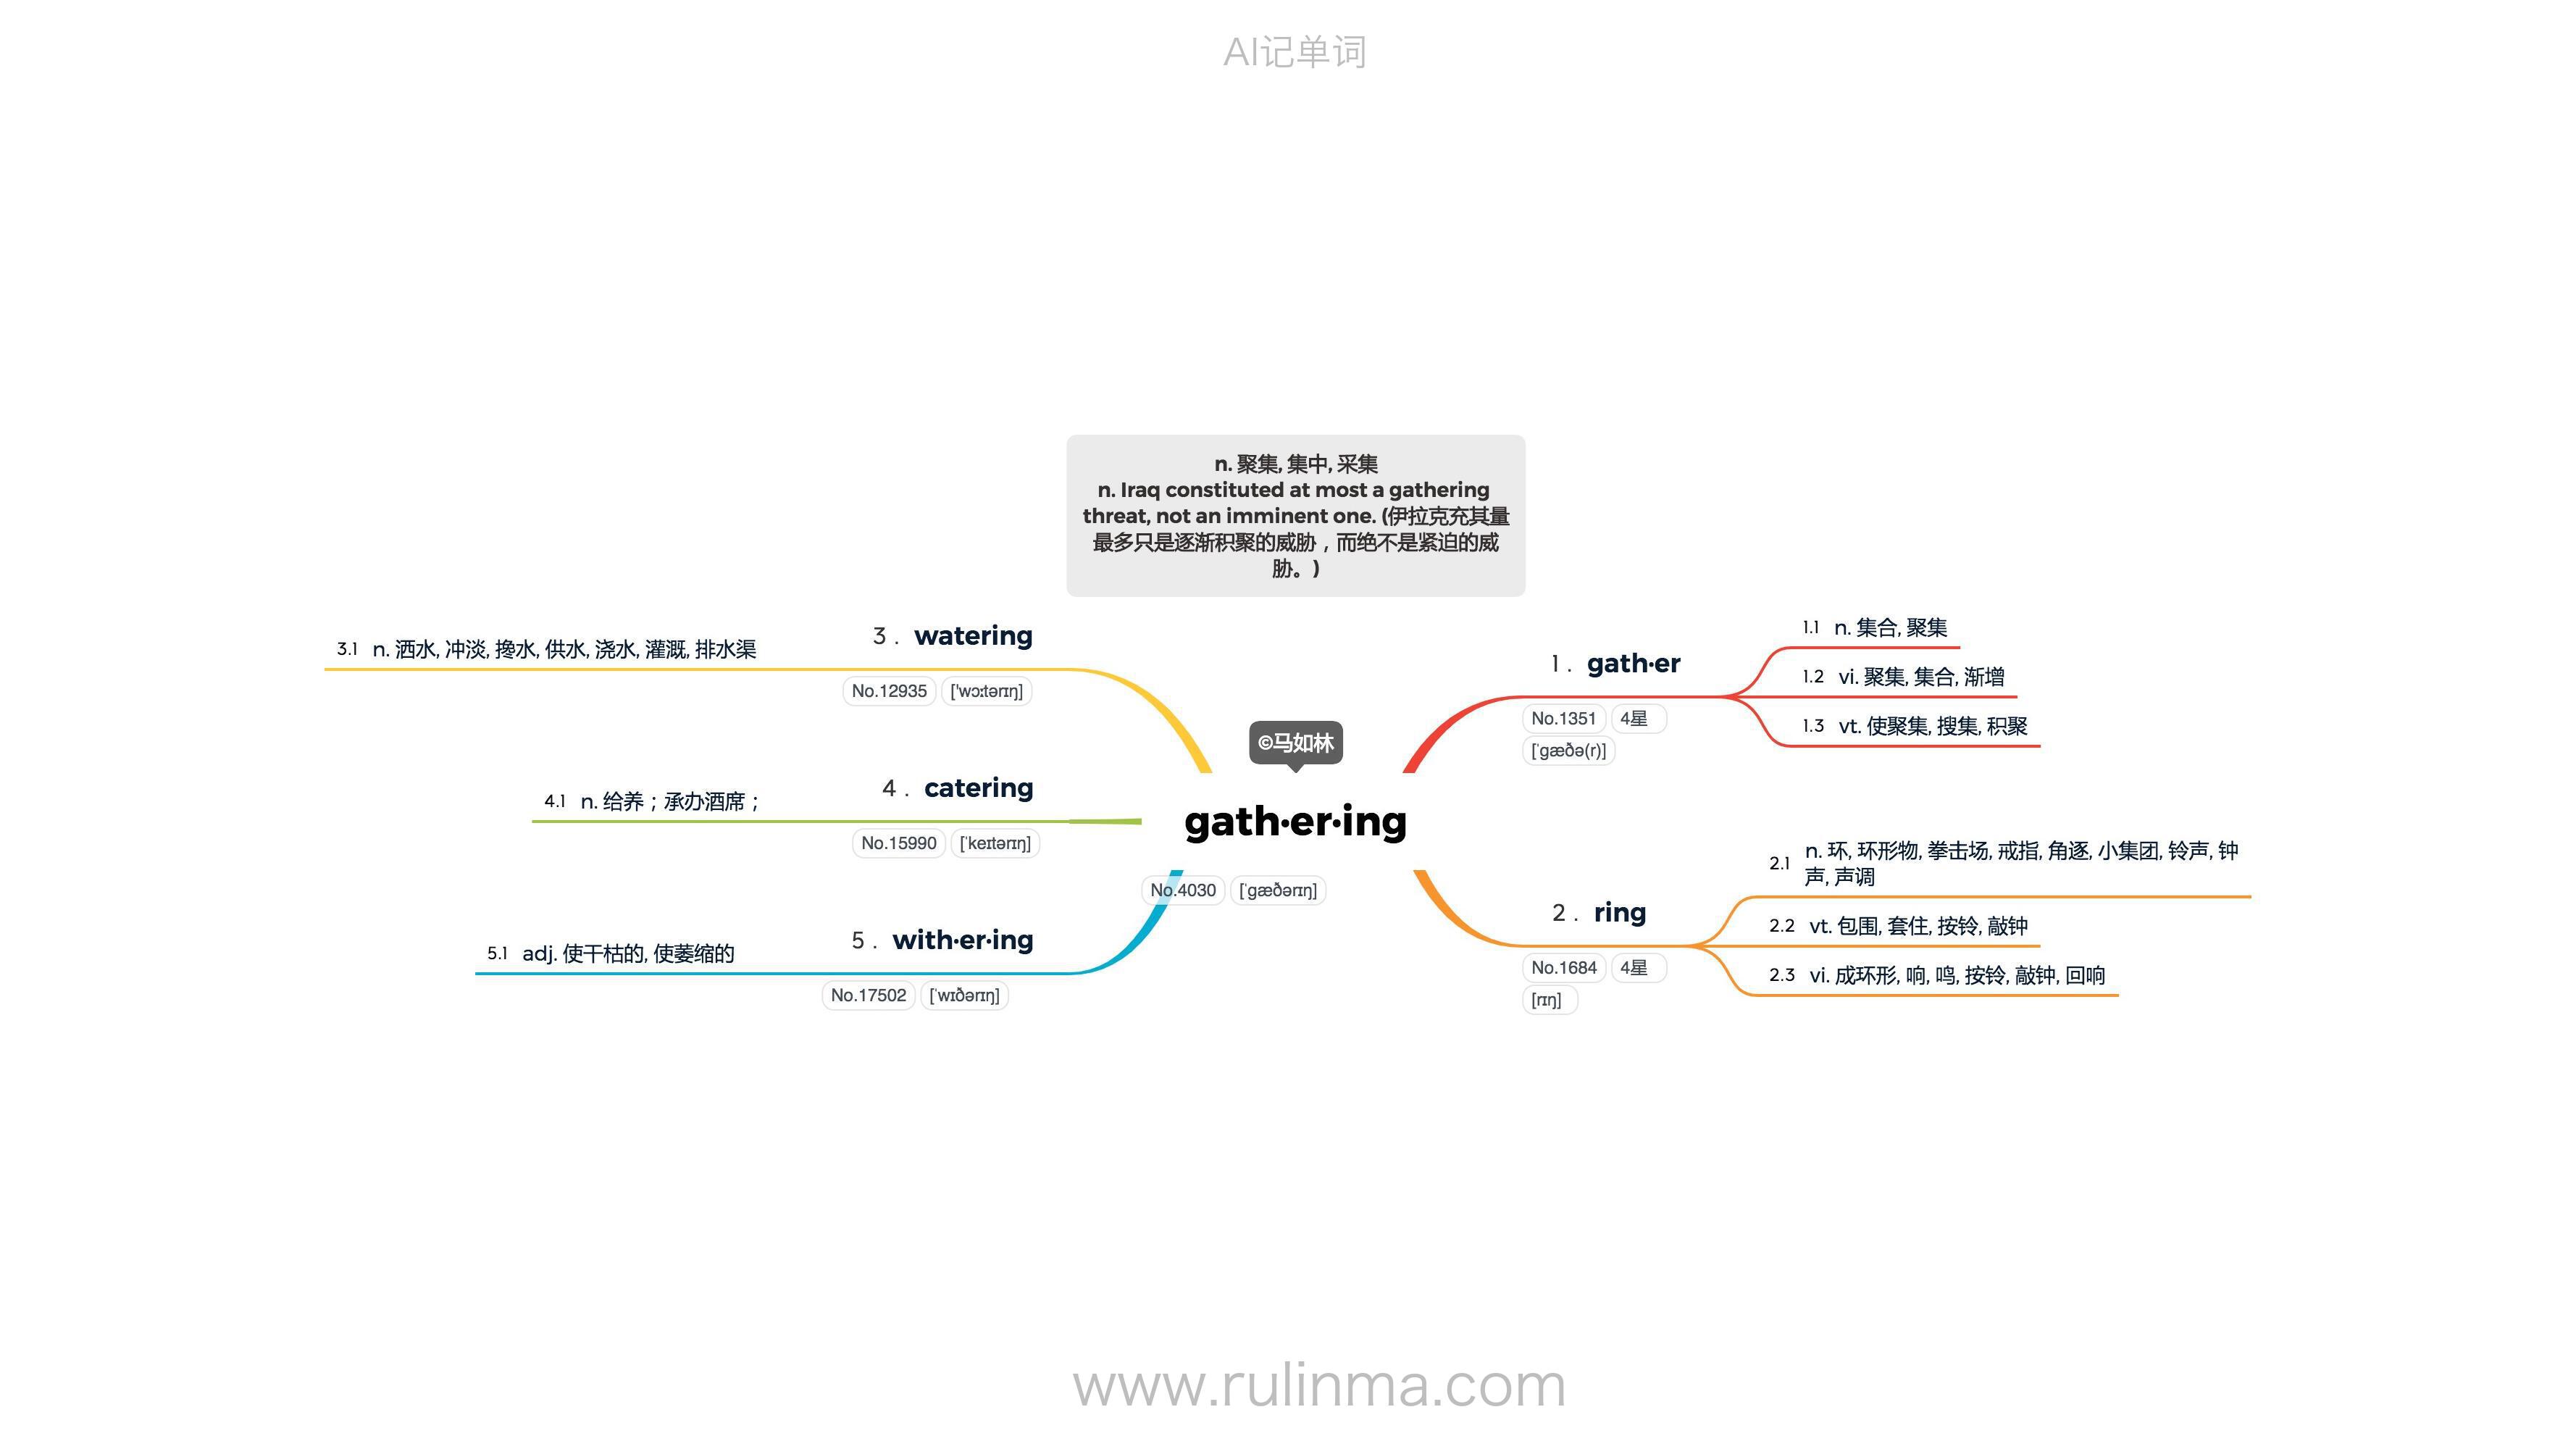 AI记单词
n. 聚集, 集中, 采集
n. Iraq constituted at most a gathering
threat, not an imminent one. (伊拉克充其量
最多只是逐渐积聚的威胁，而绝不是紧迫的威
胁。)
©马如林
gath·er·ing
No.4030 [ˈgæðərɪŋ]
1. gath·er
No.1351 4星
[ˈgæðə(r)]
1.1 n. 集合, 聚集
1.2 vi. 聚集, 集合, 渐增
1.3 vt. 使聚集, 搜集, 积聚
2. ring
No.1684 4星
[rɪŋ]
2.1 n. 环, 环形物, 拳击场, 戒指, 角逐, 小集团, 铃声, 钟
声, 声调
2.2 vt. 包围, 套住, 按铃, 敲钟
2.3 vi. 成环形, 响, 鸣, 按铃, 敲钟, 回响
3. watering
No.12935 ['wɔːtərɪŋ]
3.1 n. 洒水, 冲淡, 搀水, 供水, 浇水, 灌溉, 排水渠
4. catering
No.15990 [ˈkeɪtərɪŋ]
4.1 n. 给养；承办酒席；
5. with·er·ing
No.17502 [ˈwɪðərɪŋ]
5.1 adj. 使干枯的, 使萎缩的
www.rulinma.com